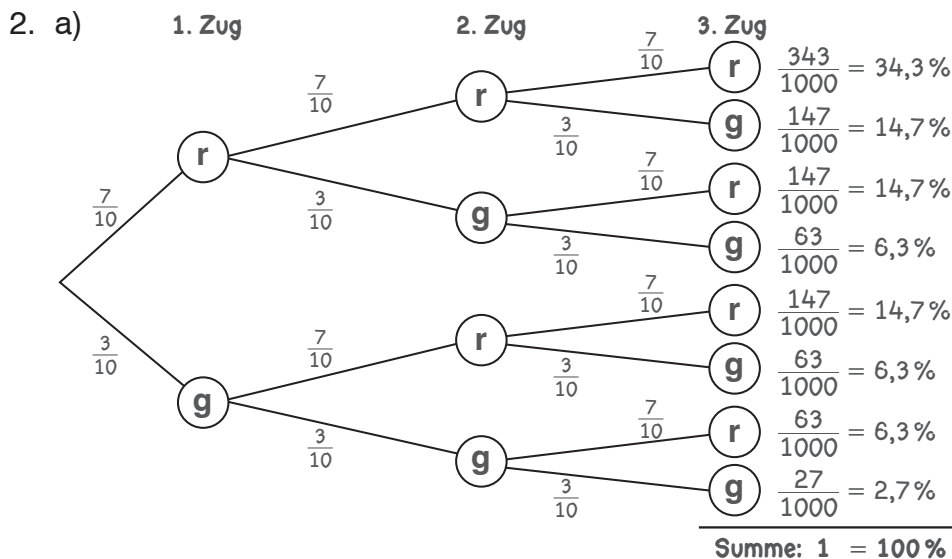 2. a) 1. Zug 2. Zug 3. Zug
7/10 r 343/1000 = 34,3 %
7/10 r
3/10 g 147/1000 = 14,7 %
7/10 r
7/10 r 147/1000 = 14,7 %
3/10 g
3/10 g 63/1000 = 6,3 %
7/10 r 147/1000 = 14,7 %
7/10 r
3/10 g 63/1000 = 6,3 %
3/10 g
7/10 r 63/1000 = 6,3 %
3/10 g
3/10 g 27/1000 = 2,7 %
Summe: 1 = 100 %